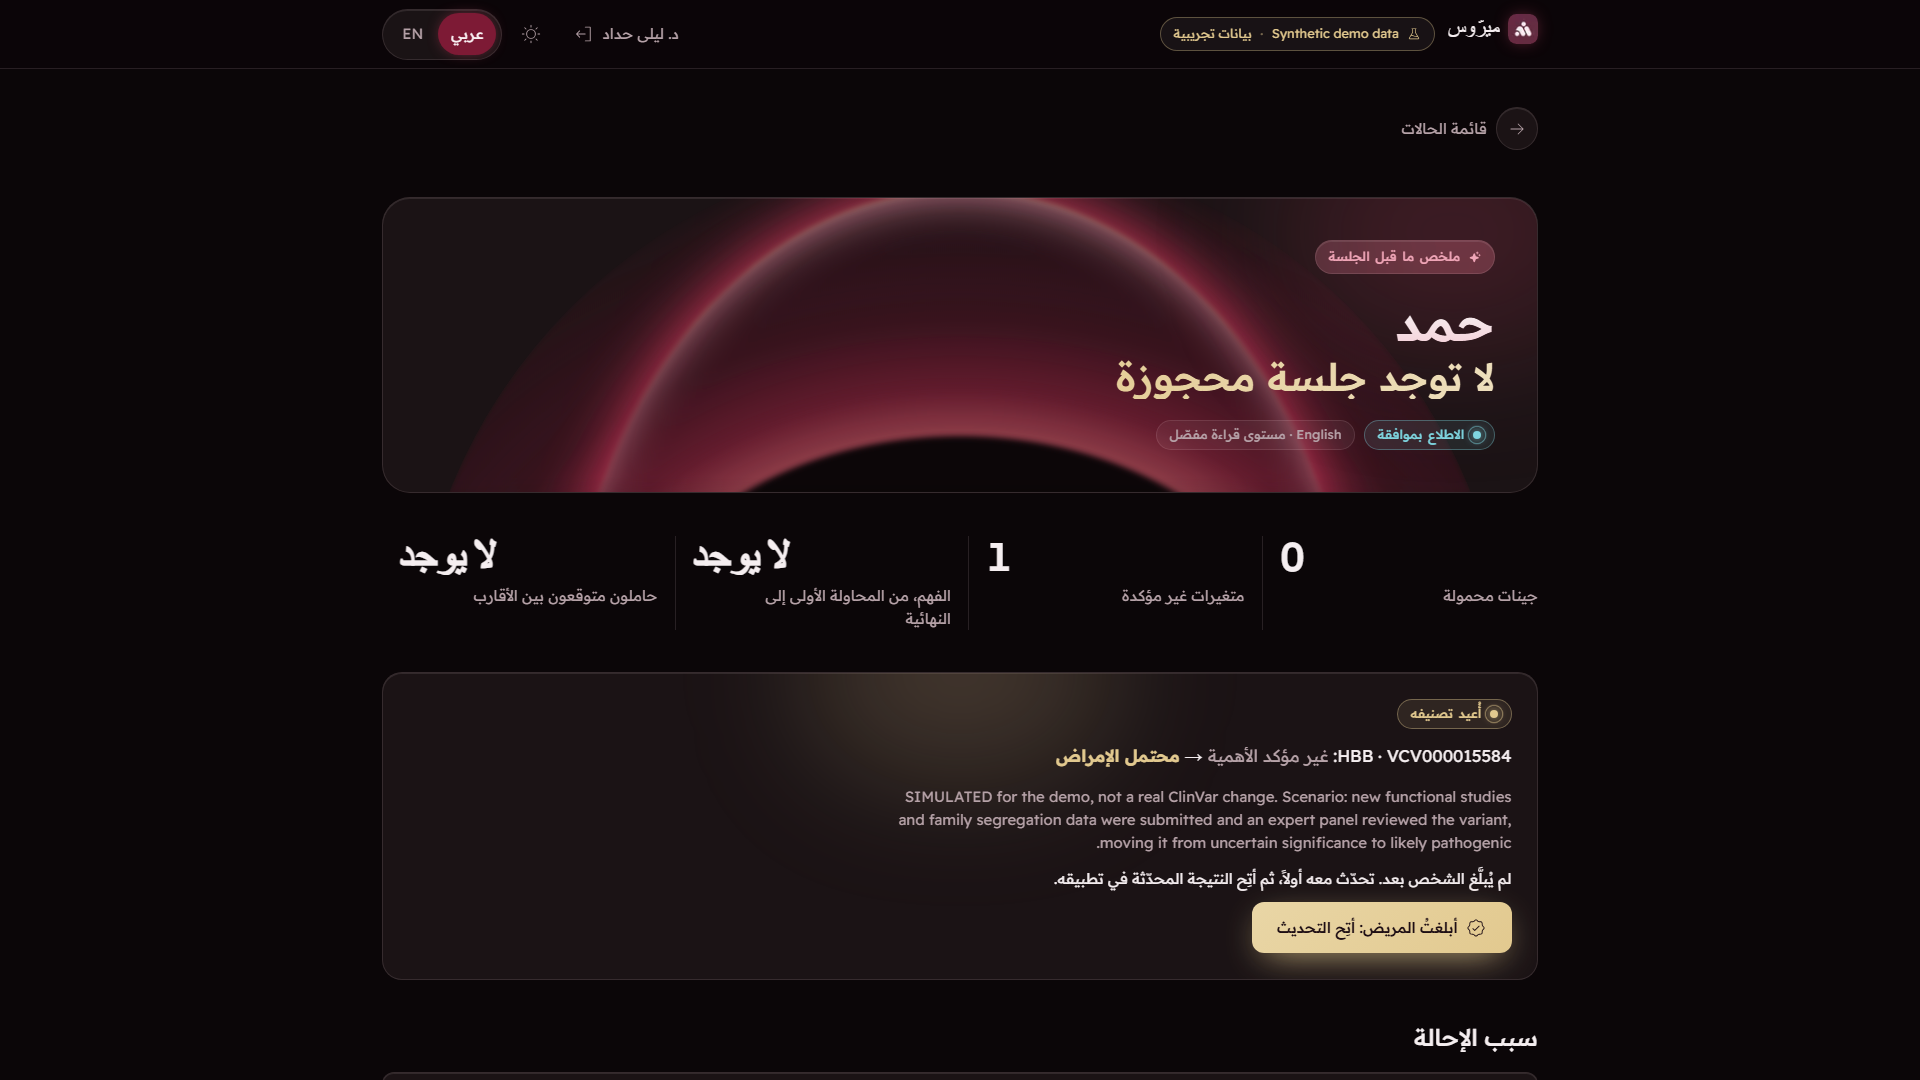 ميرّوس
Synthetic demo data · بيانات تجريبية
د. ليلى حداد
عربي
EN
قائمة الحالات
ملخص ما قبل الجلسة
حمد
لا توجد جلسة محجوزة
الاطلاع بموافقة
English · مستوى قراءة مفصّل
0
جينات محمولة
1
متغيرات غير مؤكدة
لا يوجد
الفهم، من المحاولة الأولى إلى
النهائية
لا يوجد
حاملون متوقعون بين الأقارب
أُعيد تصنيفه
HBB · VCV000015584: غير مؤكد الأهمية → محتمل الإمراض
SIMULATED for the demo, not a real ClinVar change. Scenario: new functional studies
and family segregation data were submitted and an expert panel reviewed the variant,
moving it from uncertain significance to likely pathogenic.
لم يُبلَّغ الشخص بعد. تحدّث معه أولاً، ثم أتِح النتيجة المحدّثة في تطبيقه.
أبلغتُ المريض: أتِح التحديث
سبب الإحالة